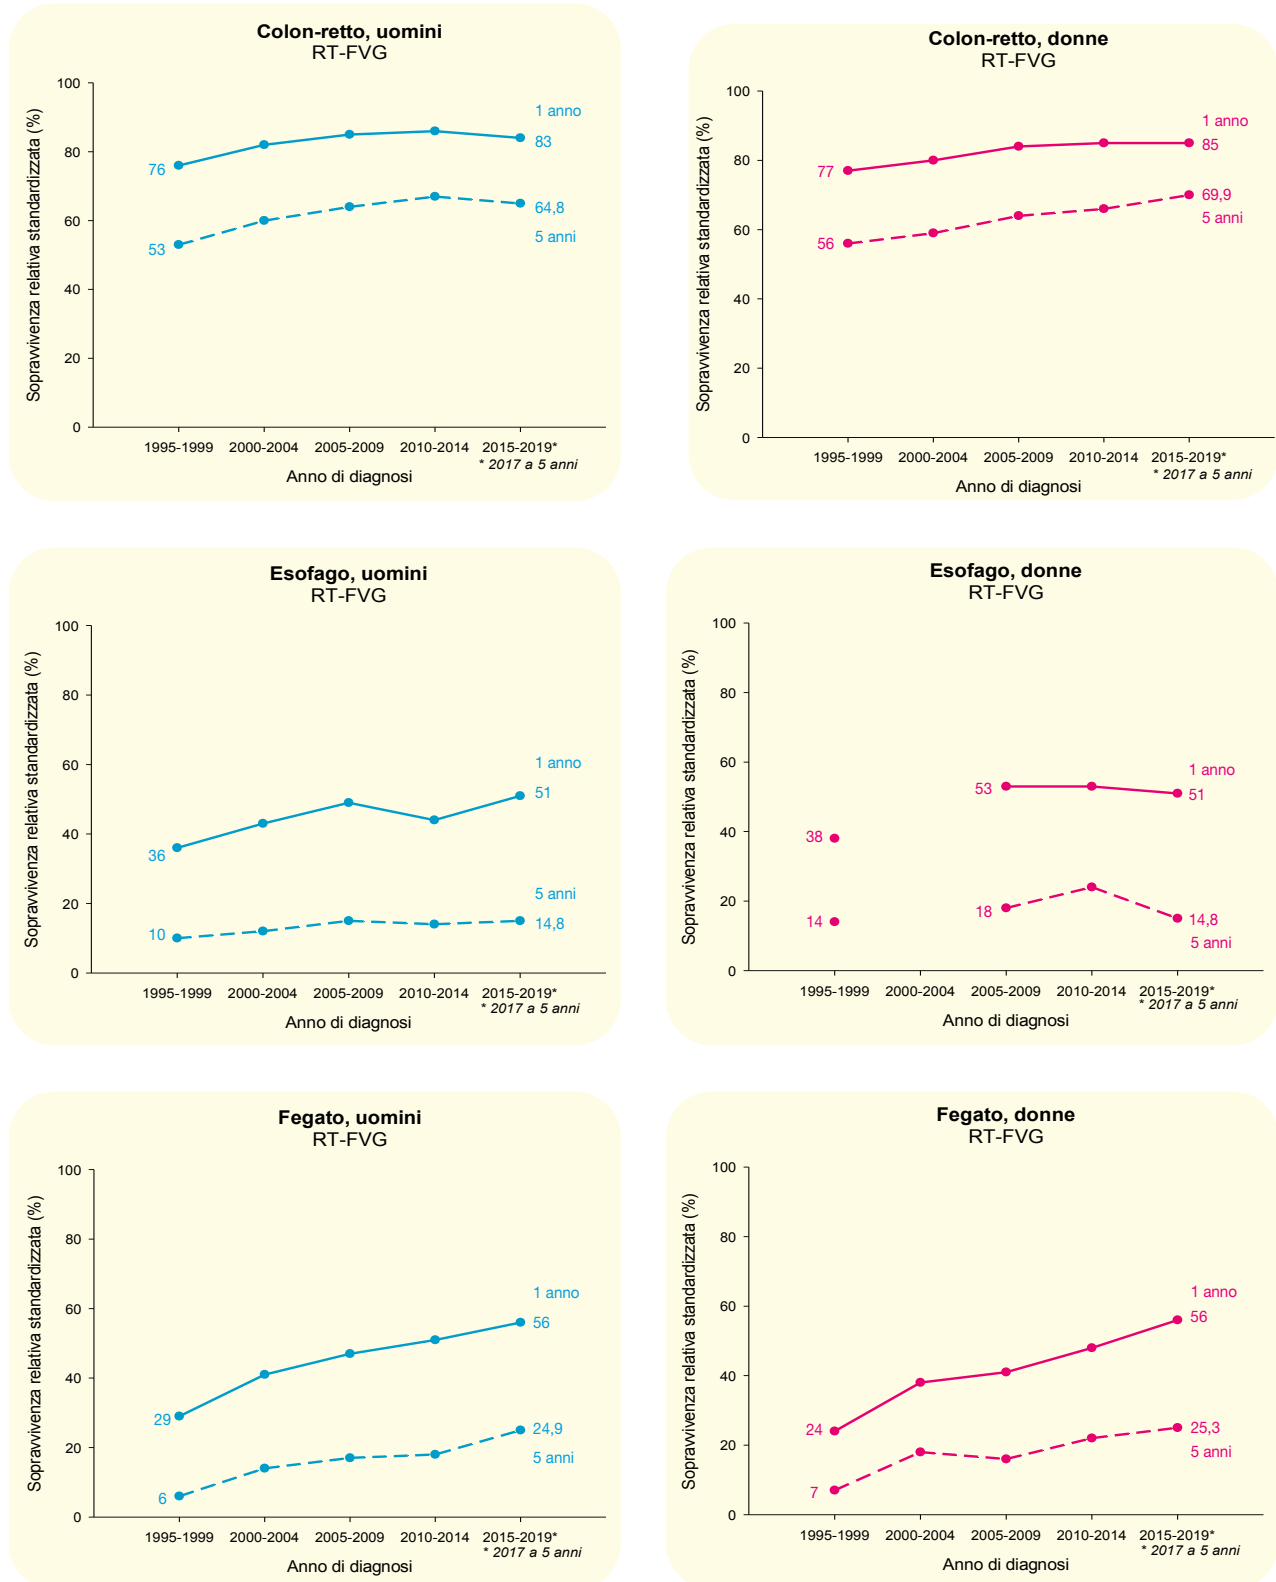 Colon-retto, uomini
RT-FVG
Sopravvivenza relativa standardizzata (%)
100
80
60
40
20
0
1 anno
76
83
53
64,8
5 anni
1995-1999 2000-2004 2005-2009 2010-2014 2015-2019*
* 2017 a 5 anni
Anno di diagnosi
Colon-retto, donne
RT-FVG
Sopravvivenza relativa standardizzata (%)
100
80
60
40
20
0
1 anno
77
85
56
69,9
5 anni
1995-1999 2000-2004 2005-2009 2010-2014 2015-2019*
* 2017 a 5 anni
Anno di diagnosi
Esofago, uomini
RT-FVG
Sopravvivenza relativa standardizzata (%)
100
80
60
40
20
0
1 anno
36
51
5 anni
10
14,8
1995-1999 2000-2004 2005-2009 2010-2014 2015-2019*
* 2017 a 5 anni
Anno di diagnosi
Esofago, donne
RT-FVG
Sopravvivenza relativa standardizzata (%)
100
80
60
40
20
0
1 anno
38
53
51
14
18
14,8
5 anni
1995-1999 2000-2004 2005-2009 2010-2014 2015-2019*
* 2017 a 5 anni
Anno di diagnosi
Fegato, uomini
RT-FVG
Sopravvivenza relativa standardizzata (%)
100
80
60
40
20
0
1 anno
29
56
6
24,9
5 anni
1995-1999 2000-2004 2005-2009 2010-2014 2015-2019*
* 2017 a 5 anni
Anno di diagnosi
Fegato, donne
RT-FVG
Sopravvivenza relativa standardizzata (%)
100
80
60
40
20
0
1 anno
24
56
7
25,3
5 anni
1995-1999 2000-2004 2005-2009 2010-2014 2015-2019*
* 2017 a 5 anni
Anno di diagnosi